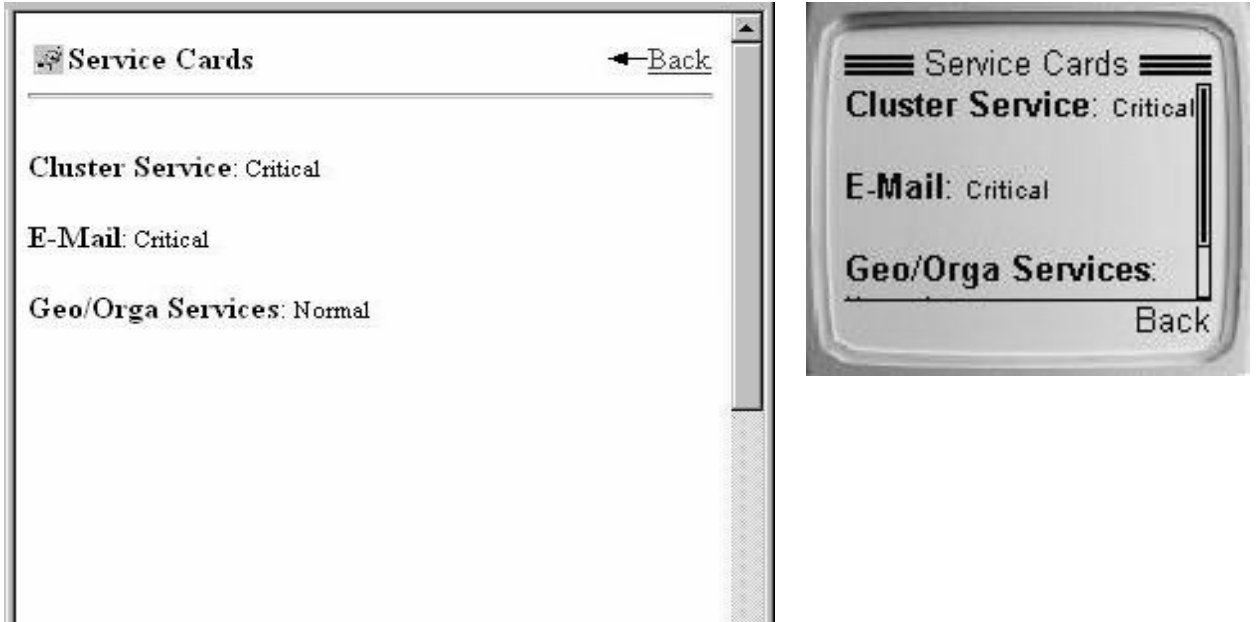 Service Cards
Back
Cluster Service: Critical
E-Mail: Critical
Geo/Orga Services: Normal
Service Cards
Cluster Service: Critical
E-Mail: Critical
Geo/Orga Services:
Back